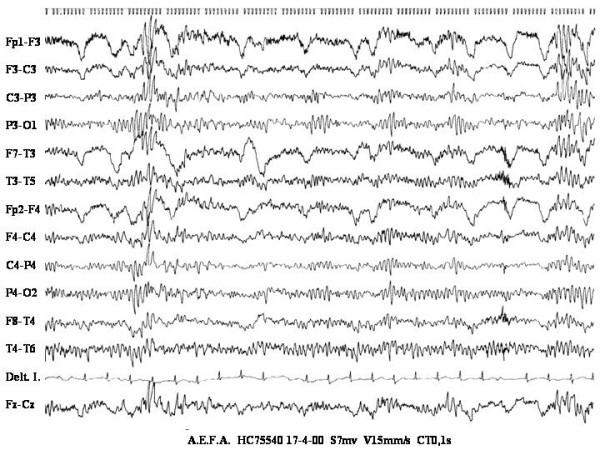 Fp1-F3
F3-C3
C3-P3
P3-O1
F7-T3
T3-T5
Fp2-F4
F4-C4
C4-P4
P4-O2
F8-T4
T4-T6
Delt. I.
Fz-Cz
A.E.F.A. HC75540 17-4-00 S7mv V15mm/s CT0,1s